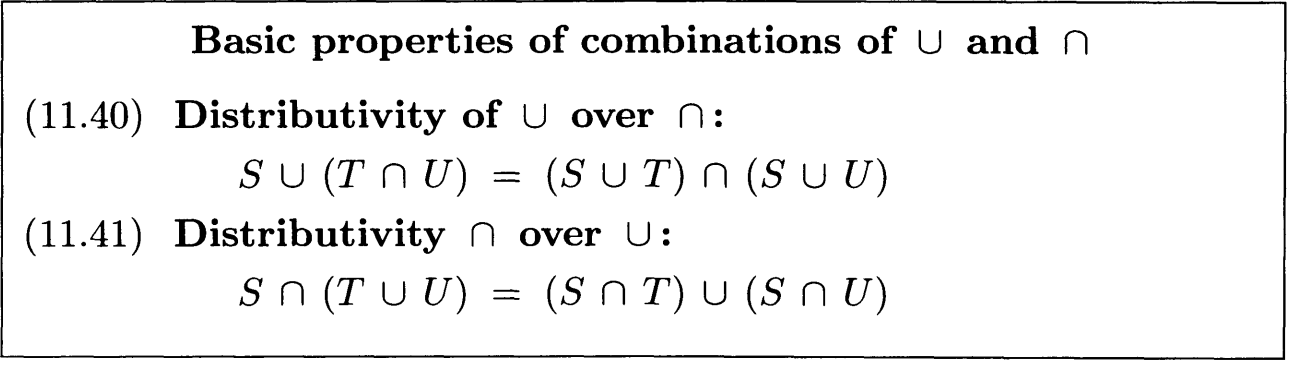 Basic properties of combinations of ∪ and ∩
(11.40) Distributivity of ∪ over ∩:
S ∪ (T ∩ U) = (S ∪ T) ∩ (S ∪ U)
(11.41) Distributivity ∩ over ∪:
S ∩ (T ∪ U) = (S ∩ T) ∪ (S ∩ U)